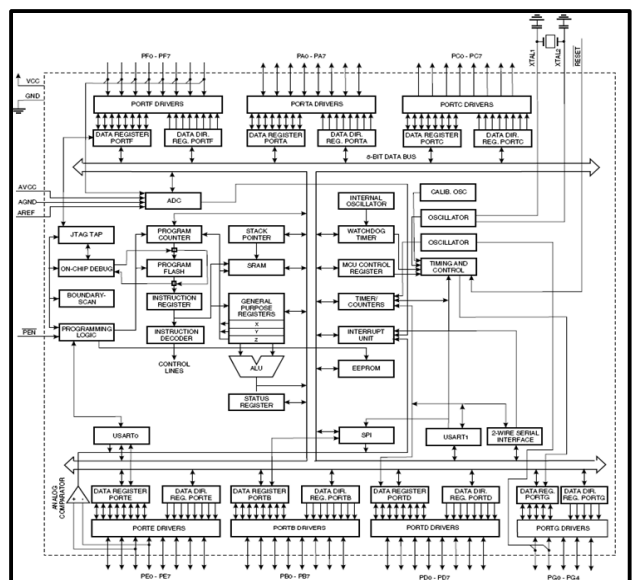 XTAL1
XTAL2
RESET
PF0 - PF7
PA0 - PA7
PC0 - PC7
VCC
GND
PORTF DRIVERS
PORTA DRIVERS
PORTC DRIVERS
DATA REGISTER
PORTF
DATA DIR.
REG. PORTF
DATA REGISTER
PORTA
DATA DIR.
REG. PORTA
DATA REGISTER
PORTC
DATA DIR.
REG. PORTC
8-BIT DATA BUS
AVCC
AGND
AREF
ADC
INTERNAL
OSCILLATOR
CALIB. OSC
OSCILLATOR
JTAG TAP
PROGRAM
COUNTER
STACK
POINTER
WATCHDOG
TIMER
OSCILLATOR
ON-CHIP DEBUG
PROGRAM
FLASH
SRAM
MCU CONTROL
REGISTER
TIMING AND
CONTROL
BOUNDARY-
SCAN
INSTRUCTION
REGISTER
GENERAL
PURPOSE
REGISTERS
X
Y
Z
TIMER/
COUNTERS
PEN
PROGRAMMING
LOGIC
INSTRUCTION
DECODER
INTERRUPT
UNIT
CONTROL
LINES
ALU
EEPROM
STATUS
REGISTER
USART0
SPI
USART1
2-WIRE SERIAL
INTERFACE
ANALOG
COMPARATOR
DATA REGISTER
PORTE
DATA DIR.
REG. PORTE
DATA REGISTER
PORTB
DATA DIR.
REG. PORTB
DATA REGISTER
PORTD
DATA DIR.
REG. PORTD
DATA REG.
PORTG
DATA DIR.
REG. PORTG
PORTE DRIVERS
PORTB DRIVERS
PORTD DRIVERS
PORTG DRIVERS
PE0 - PE7
PB0 - PB7
PD0 - PD7
PG0 - PG4